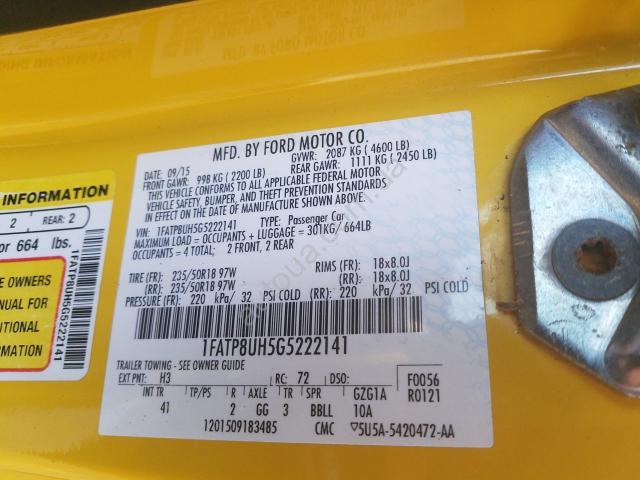 MFD. BY FORD MOTOR CO.
DATE: 09/15 GVWR: 2087 KG ( 4600 LB)
FRONT GAWR: 998 KG ( 2200 LB) REAR GAWR: 1111 KG ( 2450 LB)
THIS VEHICLE CONFORMS TO ALL APPLICABLE FEDERAL MOTOR
VEHICLE SAFETY, BUMPER, AND THEFT PREVENTION STANDARDS
IN EFFECT ON THE DATE OF MANUFACTURE SHOWN ABOVE.
VIN: 1FATP8UH5G5222141 TYPE: Passenger Car
MAXIMUM LOAD = OCCUPANTS + LUGGAGE = 301KG/ 664LB
OCCUPANTS = 4 TOTAL; 2 FRONT, 2 REAR
TIRE (FR): 235/50R18 97W RIMS (FR): 18x8.0J
(RR): 235/50R18 97W (RR): 18x8.0J
PRESSURE (FR): 220 kPa/ 32 PSI COLD (RR): 220 kPa/ 32 PSI COLD
1FATP8UH5G5222141
TRAILER TOWING - SEE OWNER GUIDE
EXT PNT: H3 RC: 72 DSO: F0056
R0121
INT TR TP/PS R AXLE TR SPR GZG1A
41 2 GG 3 BBLL 10A
1201509183485 CMC 5U5A-5420472-AA
INFORMATION
2 REAR: 2
or 664 lbs.
E OWNERS
NUAL FOR
DITIONAL
RMATION
1FATP8UH5G5222141